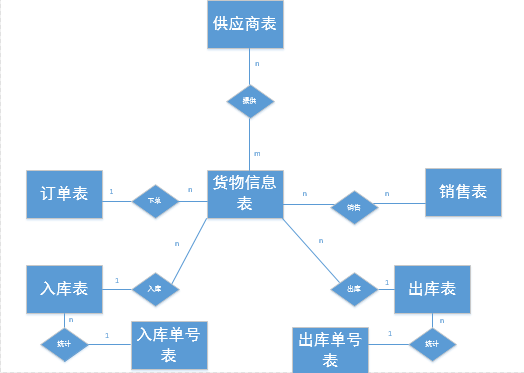 供应商表
n
提供
m
货物信息
表
订单表
1
下单
n
n
销售
n
销售表
n
n
入库表
1
入库
出库
1
出库表
n
n
统计
1
入库单号
表
出库单号
表
1
统计